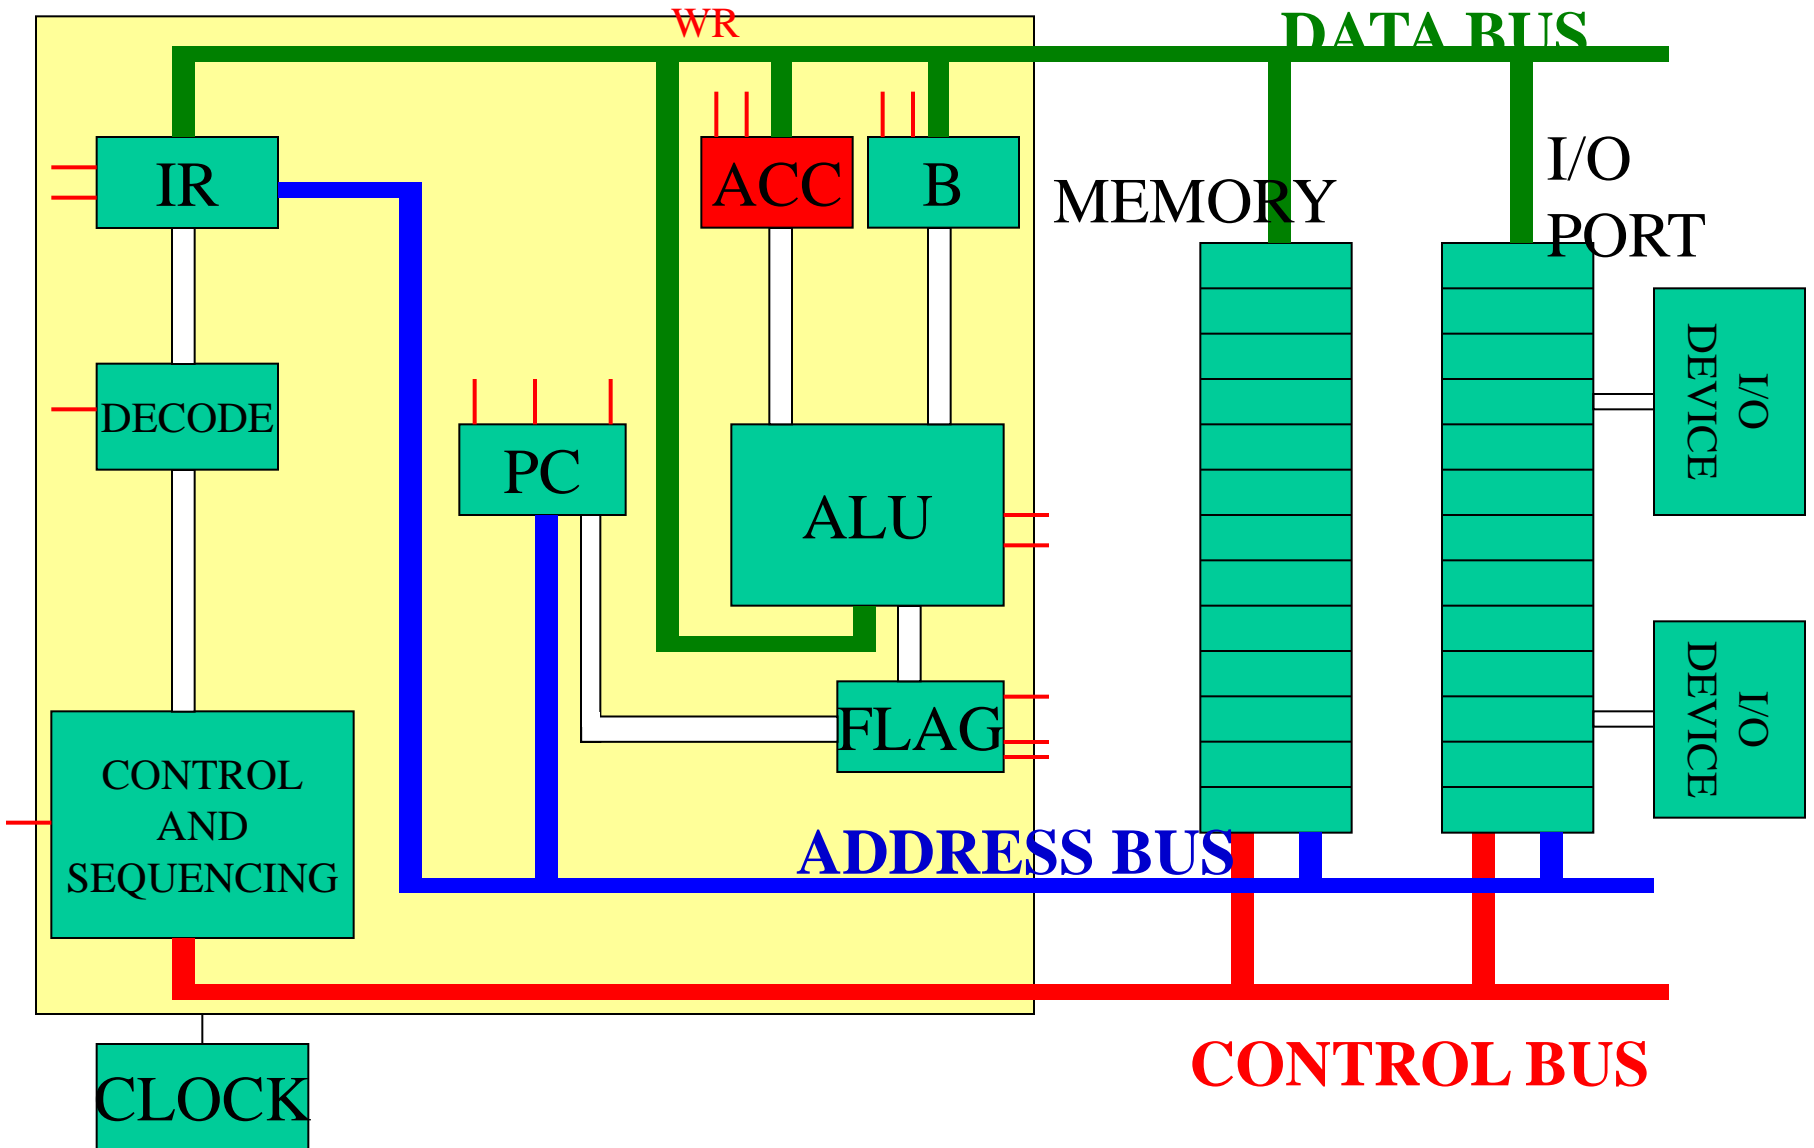 WR
DATA BUS
IR
ACC
B
MEMORY
I/O
PORT
I/O
DEVICE
DECODE
PC
ALU
FLAG
I/O
DEVICE
CONTROL
AND
SEQUENCING
ADDRESS BUS
CONTROL BUS
CLOCK